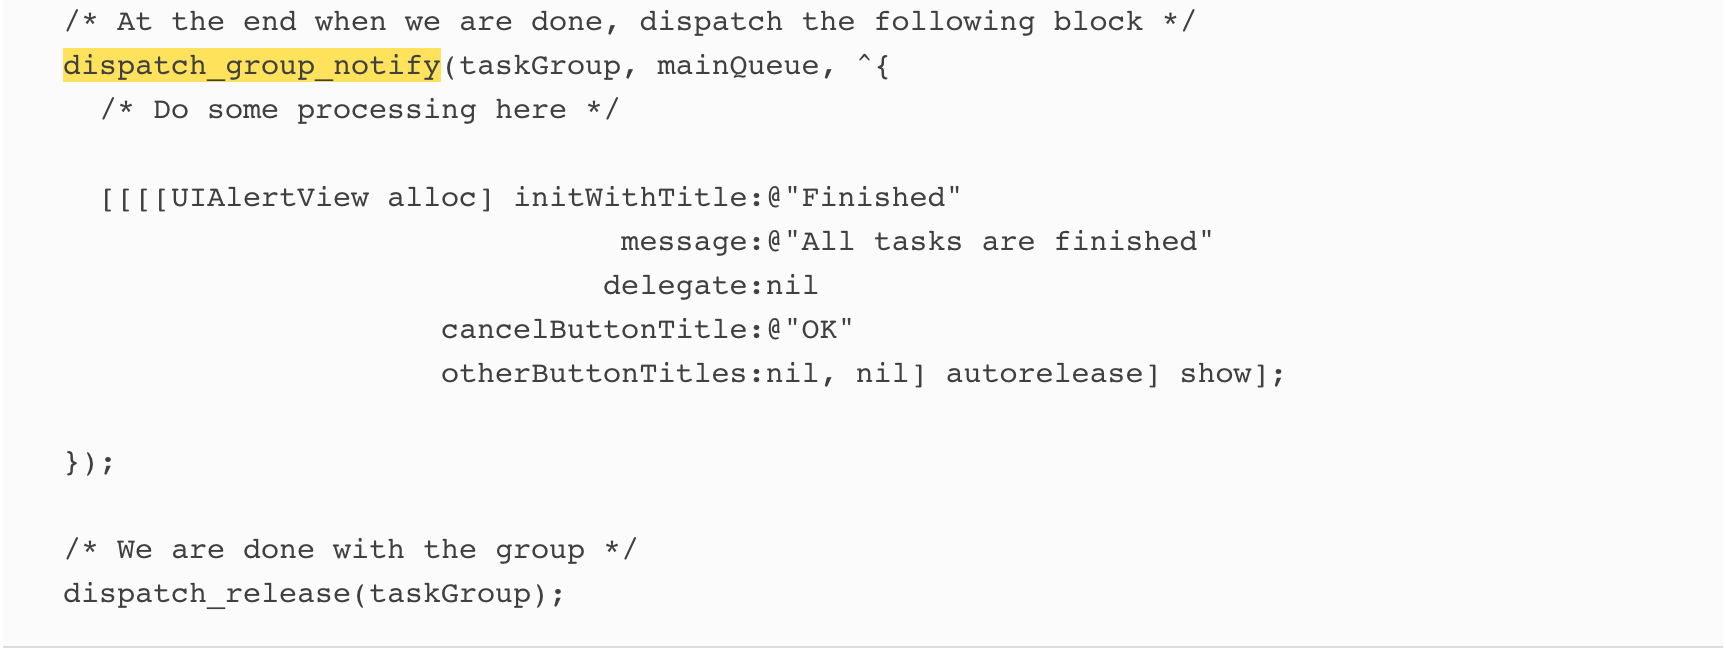 /* At the end when we are done, dispatch the following block */
dispatch_group_notify(taskGroup, mainQueue, ^{
/* Do some processing here */
[[[[UIAlertView alloc] initWithTitle:@"Finished"
message:@"All tasks are finished"
delegate:nil
cancelButtonTitle:@"OK"
otherButtonTitles:nil, nil] autorelease] show];
});
/* We are done with the group */
dispatch_release(taskGroup);